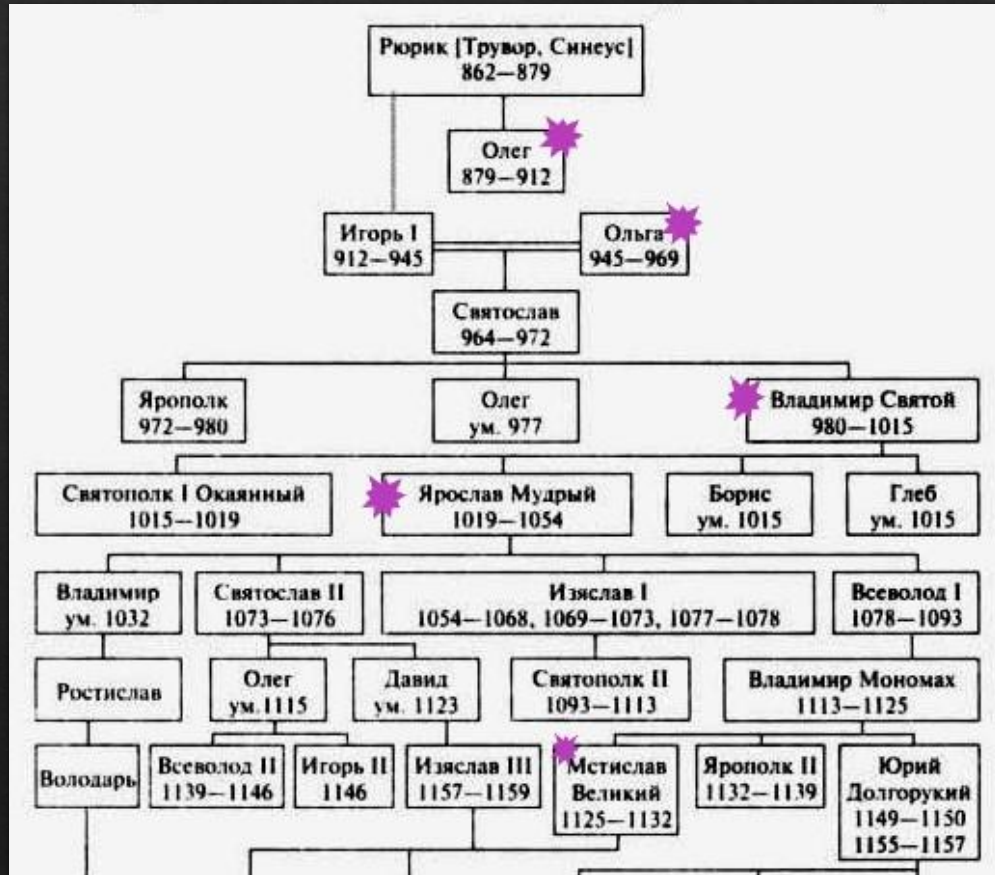 Рюрик [Трувор, Синеус]
862—879
Олег
879—912
Игорь I
912—945
Ольга
945—969
Святослав
964—972
Ярополк
972—980
Олег
ум. 977
Владимир Святой
980—1015
Святополк I Окаянный
1015—1019
Ярослав Мудрый
1019—1054
Борис
ум. 1015
Глеб
ум. 1015
Владимир
ум. 1032
Святослав II
1073—1076
Изяслав I
1054—1068, 1069—1073, 1077—1078
Всеволод I
1078—1093
Ростислав
Олег
ум.1115
Давид
ум. 1123
Святополк II
1093—1113
Владимир Мономах
1113—1125
Володарь
Всеволод II
1139—1146
Игорь II
1146
Изяслав III
1157—1159
Мстислав
Великий
1125—1132
Ярополк II
1132—1139
Юрий
Долгорукий
1149—1150
1155—1157